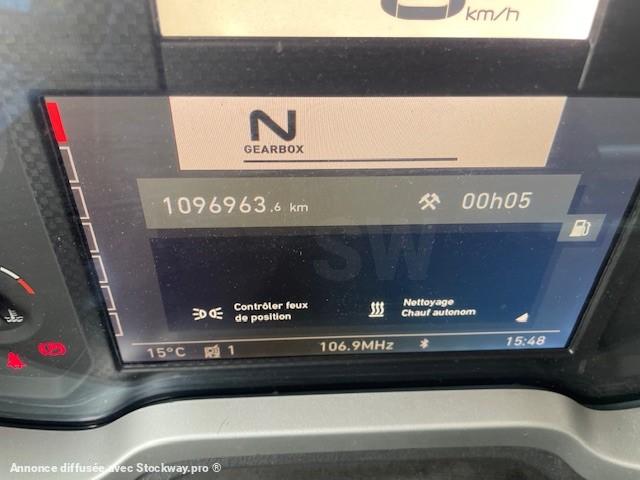 km/h
N
GEARBOX
1096963.6 km 00h05
SW
Contrôler feux
de position
Nettoyage
Chauf autonom
15°C 1 106.9MHz 15:48
Annonce diffusée avec Stockway.pro ®